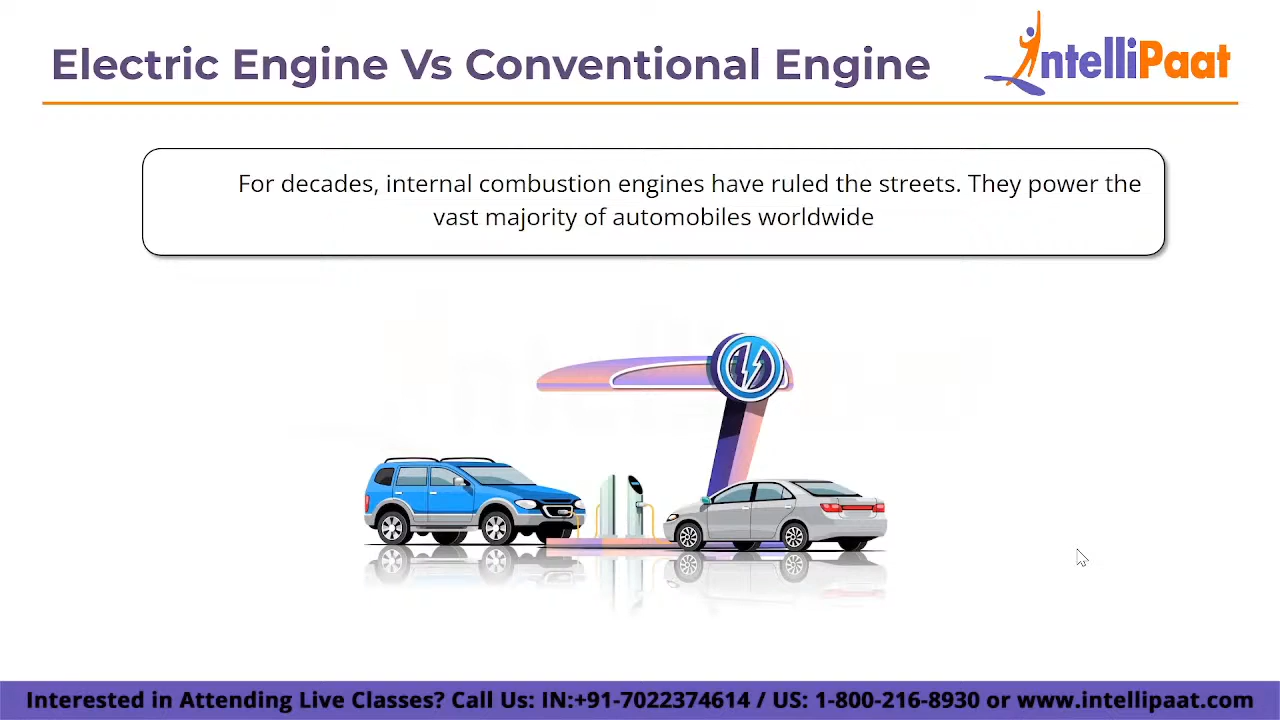 Electric Engine Vs Conventional Engine
IntelliPaat
For decades, internal combustion engines have ruled the streets. They power the
vast majority of automobiles worldwide
Interested in Attending Live Classes? Call Us: IN:+91-7022374614 / US: 1-800-216-8930 or www.intellipaat.com